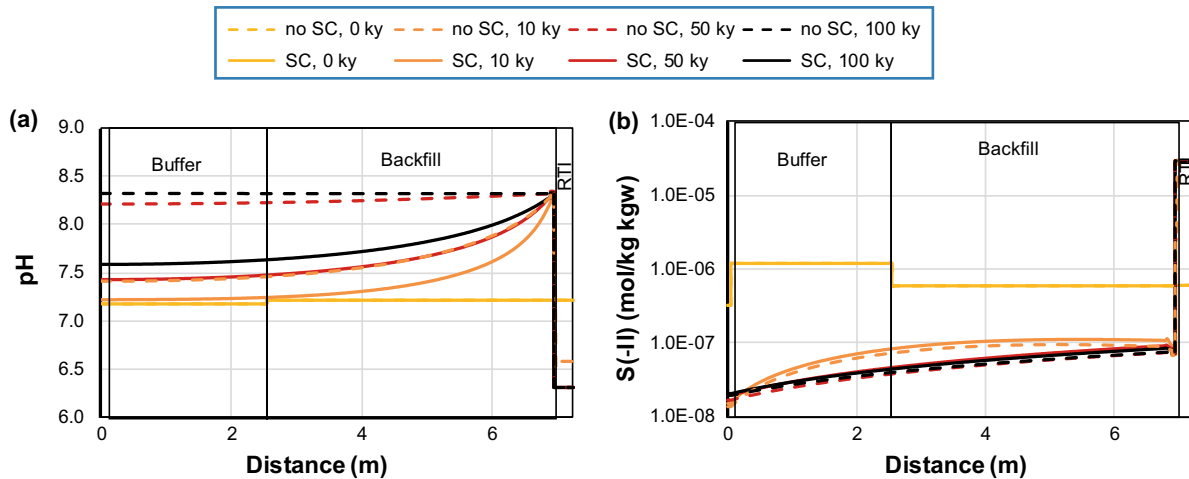 no SC, 0 ky no SC, 10 ky no SC, 50 ky no SC, 100 ky
SC, 0 ky SC, 10 ky SC, 50 ky SC, 100 ky
(a)
9.0
8.5
8.0
7.5
7.0
6.5
6.0
pH
Buffer
Backfill
RTI
0 2 4 6
Distance (m)
(b)
1.0E-04
1.0E-05
1.0E-06
1.0E-07
1.0E-08
S(-II) (mol/kg kgw)
Buffer
Backfill
RTI
0 2 4 6
Distance (m)